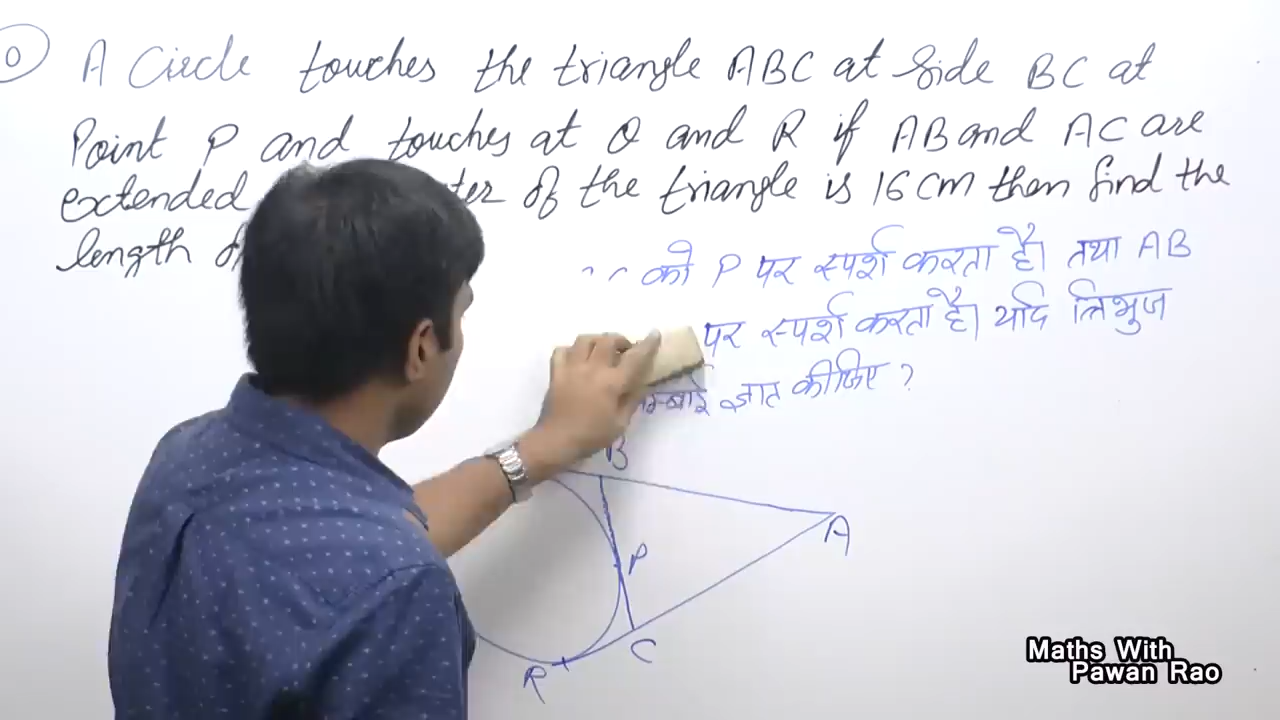 0
A Circle touches the triangle ABC at side BC at
Point P and touches at Q and R if AB and AC are
extended of the triangle is 16 cm then find the
length
को P पर स्पर्श करता है। तथा AB
पर स्पर्श करता है। यदि त्रिभुज
ज्ञात कीजिए ?
B
A
P
C
R
Maths With
Pawan Rao